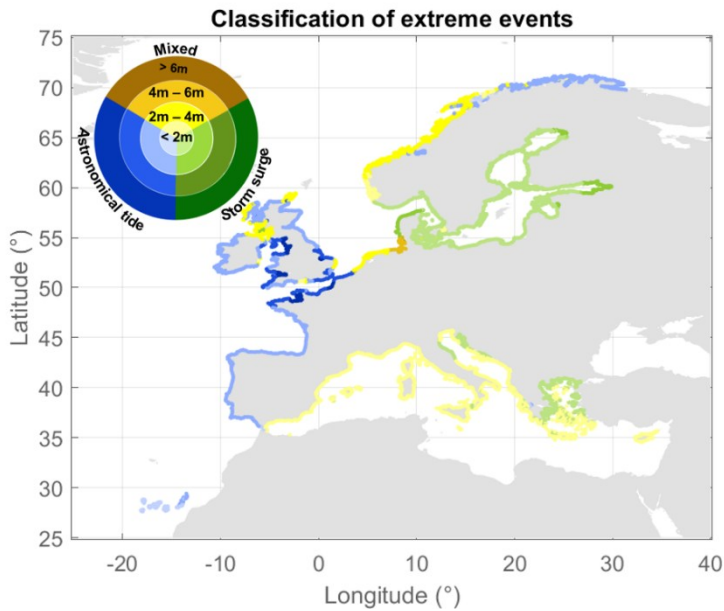 Classification of extreme events
Mixed
> 6m
4m – 6m
2m – 4m
< 2m
Astronomical tide
Storm surge
75
70
65
60
55
50
45
40
35
30
25
Latitude (°)
-20
-10
0
10
20
30
40
Longitude (°)